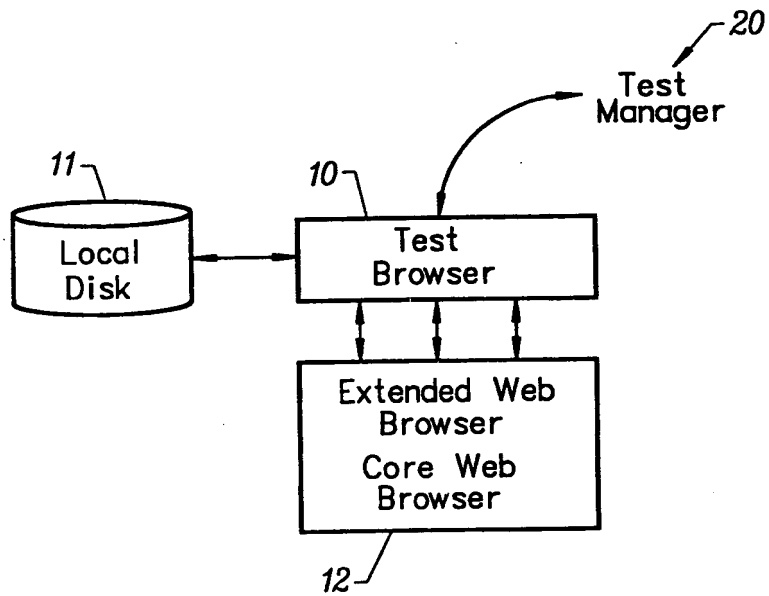 20
Test
Manager
11
10
Local
Disk
Test
Browser
Extended Web
Browser
Core Web
Browser
12